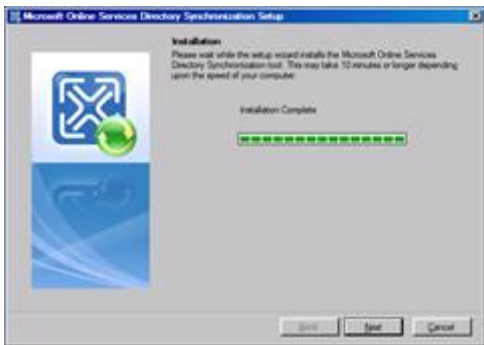 Microsoft Online Services Directory Synchronization Setup
Installation
Please wait while the setup wizard installs the Microsoft Online Services
Directory Synchronization tool. This may take 10 minutes or longer depending
upon the speed of your computer.
Installation Complete
Back Next Cancel